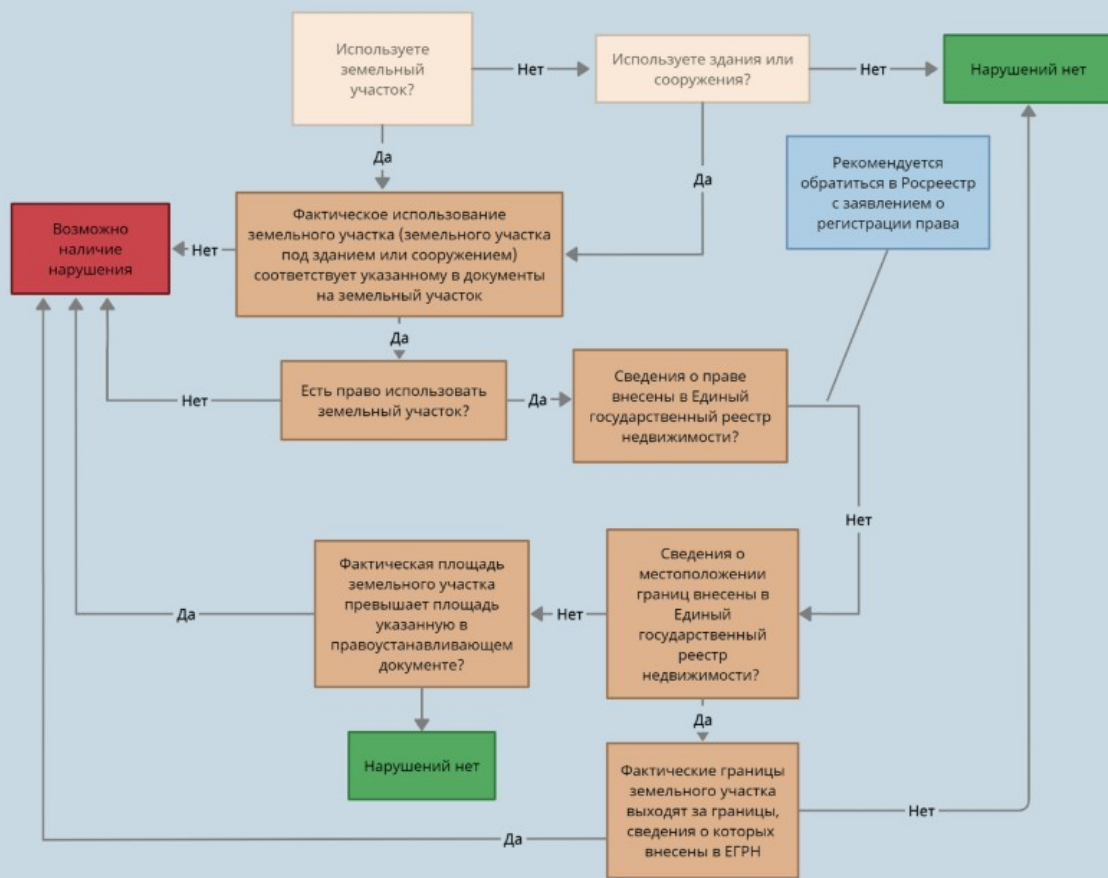 Используете
земельный
участок?
Нет
Используете здания или
сооружения?
Нет
Нарушений нет
Да
Да
Рекомендуется
обратиться в Росреестр
с заявлением о
регистрации права
Возможно
наличие
нарушения
Нет
Фактическое использование
земельного участка (земельного участка
под зданием или сооружением)
соответствует указанному в документы
на земельный участок
Да
Нет
Есть право использовать
земельный участок?
Да
Сведения о праве
внесены в Единый
государственный реестр
недвижимости?
Нет
Фактическая площадь
земельного участка
превышает площадь
указанную в
правоустанавливающем
документе?
Да
Нет
Сведения о
местоположении
границ внесены в
Единый
государственный
реестр
недвижимости?
Да
Нарушений нет
Фактические границы
земельного участка
выходят за границы,
сведения о которых
внесены в ЕГРН
Нет
Да